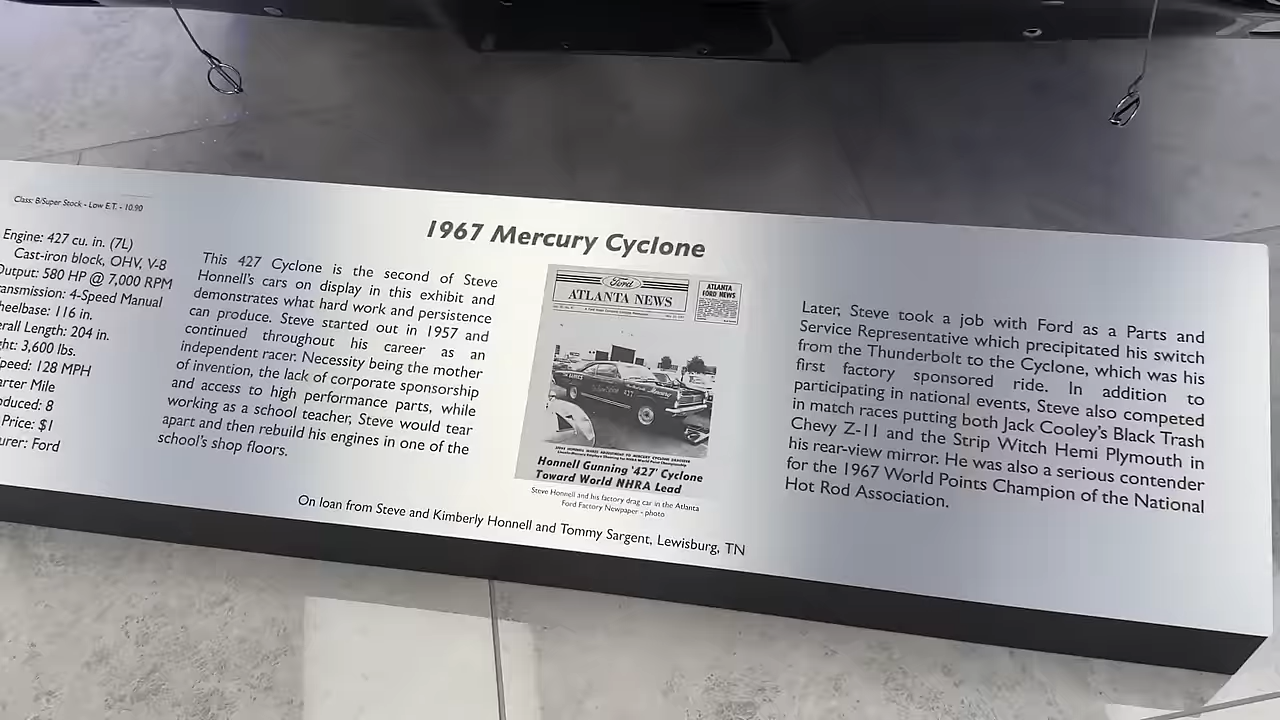 Class: B/Super Stock - Low E.T. - 10.90
Engine: 427 cu. in. (7L)
Cast-iron block, OHV, V-8
Output: 580 HP @ 7,000 RPM
ansmission: 4-Speed Manual
heelbase: 116 in.
erall Length: 204 in.
ght: 3,600 lbs.
peed: 128 MPH
arter Mile
duced: 8
Price: $1
urer: Ford
1967 Mercury Cyclone
This 427 Cyclone is the second of Steve
Honnell's cars on display in this exhibit and
demonstrates what hard work and persistence
can produce. Steve started out in 1957 and
continued throughout his career as an
independent racer. Necessity being the mother
of invention, the lack of corporate sponsorship
and access to high performance parts, while
working as a school teacher, Steve would tear
apart and then rebuild his engines in one of the
school's shop floors.
Ford
ATLANTA NEWS
ATLANTA
FORD NEWS
427
Honnell Gunning '427' Cyclone
Toward World NHRA Lead
Steve Honnell and his factory drag car in the Atlanta
Ford Factory Newpaper - photo
Later, Steve took a job with Ford as a Parts and
Service Representative which precipitated his switch
from the Thunderbolt to the Cyclone, which was his
first factory sponsored ride. In addition to
participating in national events, Steve also competed
in match races putting both Jack Cooley's Black Trash
Chevy Z-11 and the Strip Witch Hemi Plymouth in
his rear-view mirror. He was also a serious contender
for the 1967 World Points Champion of the National
Hot Rod Association.
On loan from Steve and Kimberly Honnell and Tommy Sargent, Lewisburg, TN